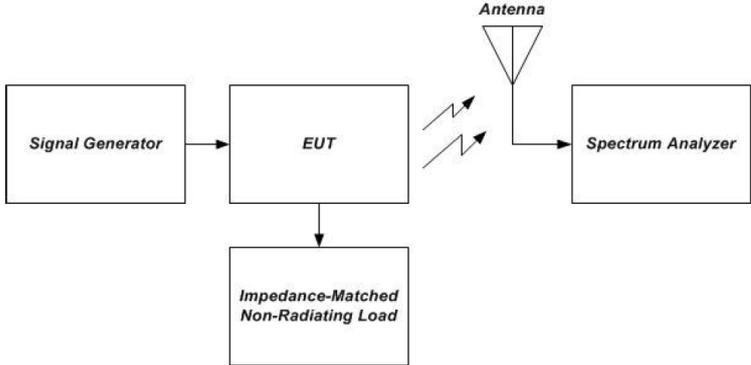 Antenna
Signal Generator
EUT
Spectrum Analyzer
Impedance-Matched
Non-Radiating Load